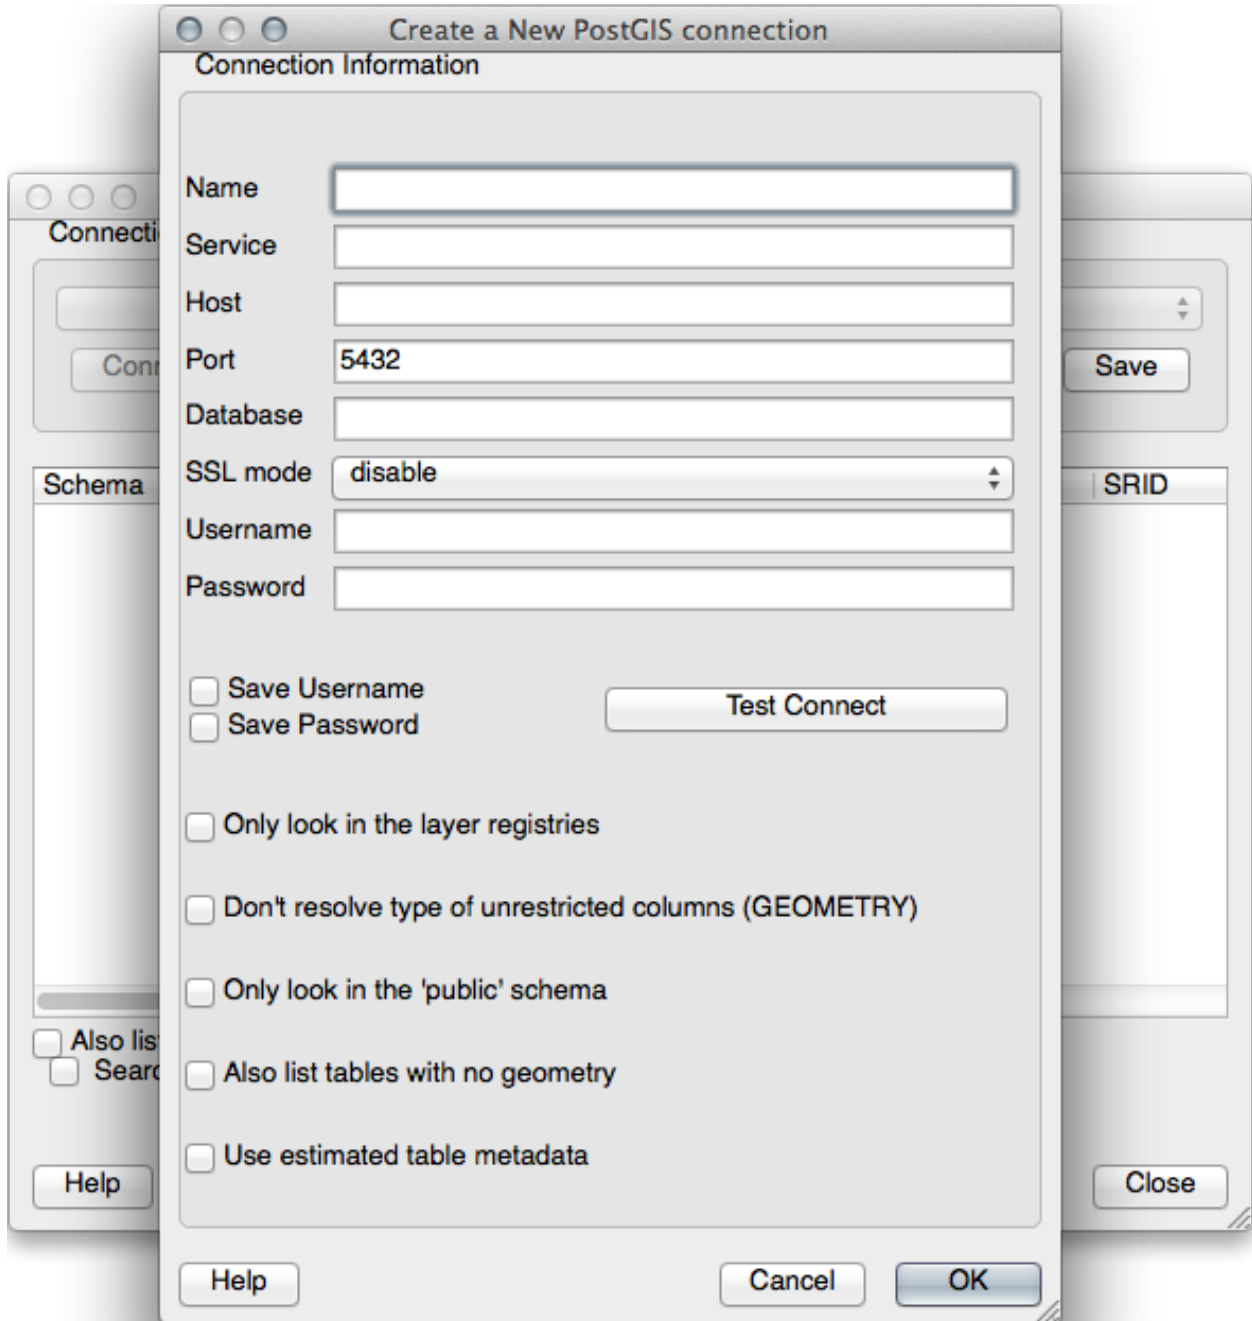 Create a New PostGIS connection
Connection Information
Name
Service
Host
Port 5432
Save
Database
SSL mode disable
Schema
SRID
Username
Password
Save Username
Test Connect
Save Password
Only look in the layer registries
Don't resolve type of unrestricted columns (GEOMETRY)
Only look in the 'public' schema
Also
Also list tables with no geometry
Use estimated table metadata
Help
Close
Help
Cancel
OK